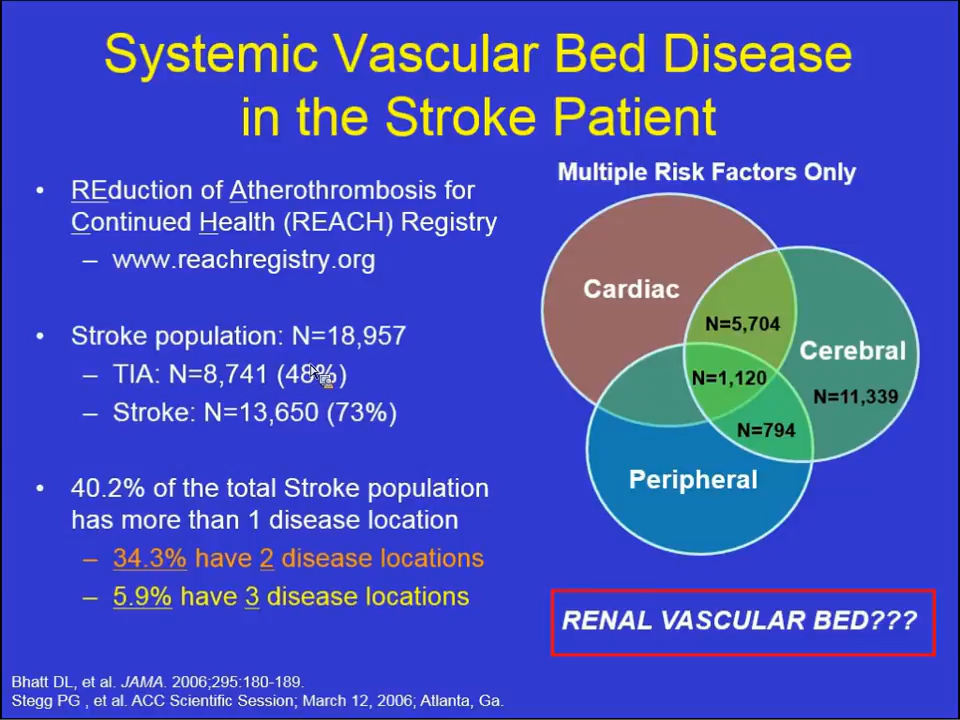 Systemic Vascular Bed Disease
in the Stroke Patient
• REduction of Atherothrombosis for
Continued Health (REACH) Registry
– www.reachregistry.org
• Stroke population: N=18,957
– TIA: N=8,741 (48%)
– Stroke: N=13,650 (73%)
• 40.2% of the total Stroke population
has more than 1 disease location
– 34.3% have 2 disease locations
– 5.9% have 3 disease locations
Multiple Risk Factors Only
Cardiac
N=5,704
Cerebral
N=1,120
N=11,339
N=794
Peripheral
RENAL VASCULAR BED???
Bhatt DL, et al. JAMA. 2006;295:180-189.
Stegg PG , et al. ACC Scientific Session; March 12, 2006; Atlanta, Ga.